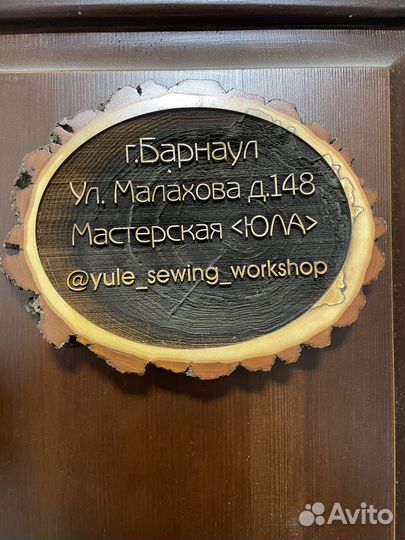 г.Барнаул
Ул. Малахова д.148
Мастерская <ЮЛА>
@yule_sewing_workshop
Avito